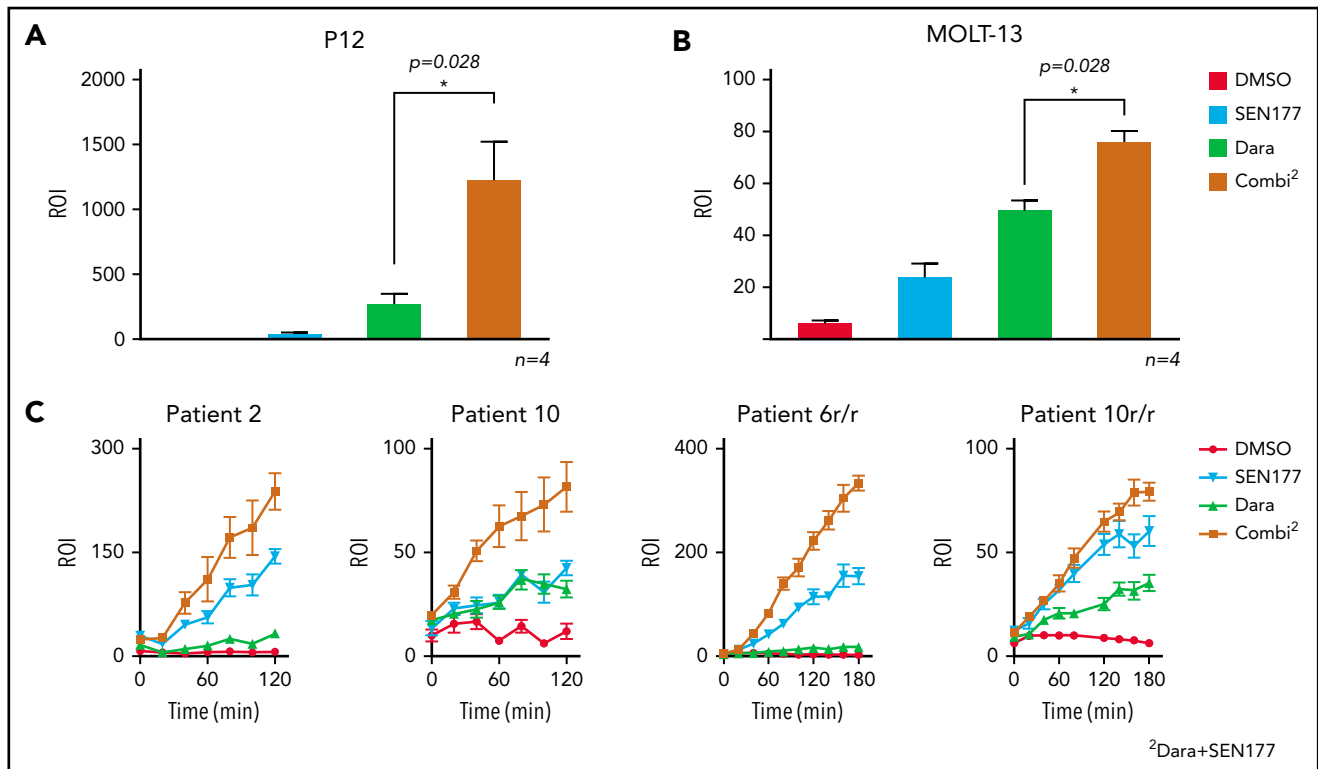 A
P12
p=0.028
*
2000
1500
1000
500
0
ROI
n=4
B
MOLT-13
p=0.028
*
100
80
60
40
20
ROI
n=4
DMSO
SEN177
Dara
Combi²
C
Patient 2
300
150
0
ROI
0 60 120
Time (min)
Patient 10
100
50
0
ROI
0 60 120
Time (min)
Patient 6r/r
400
200
0
ROI
0 60 120 180
Time (min)
Patient 10r/r
100
50
0
ROI
0 60 120 180
Time (min)
DMSO
SEN177
Dara
Combi²
²Dara+SEN177